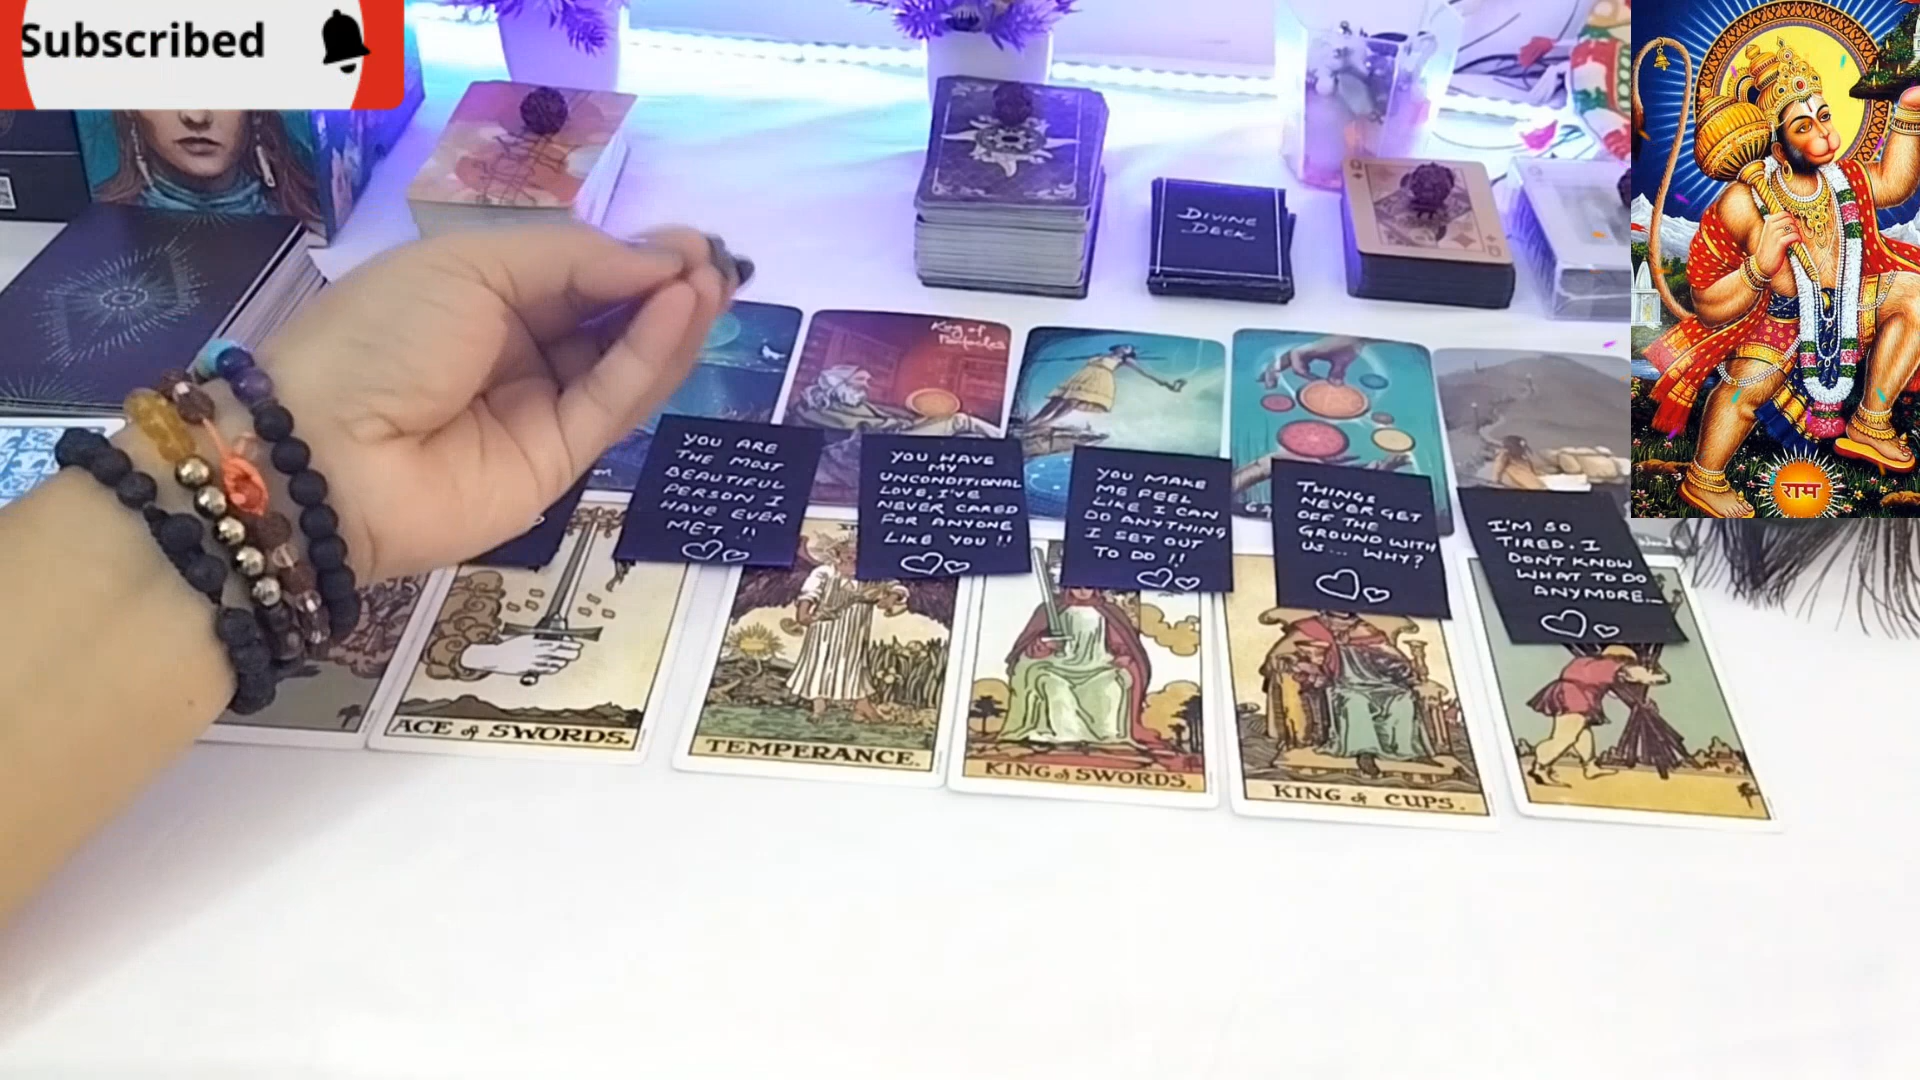 Subscribed
DIVINE
DECK
King of
Pentacles
YOU ARE
THE MOST
BEAUTIFUL
PERSON I
HAVE EVER
MET !!
YOU HAVE
MY
UNCONDITIONAL
LOVE, I'VE
NEVER CARED
FOR ANYONE
LIKE YOU !!
YOU MAKE
ME FEEL
LIKE I CAN
DO ANYTHING
I SET OUT
TO DO !!
THINGS
NEVER GET
OFF THE
GROUND WITH
US... WHY?
I'M SO
TIRED. I
DON'T KNOW
WHAT TO DO
ANYMORE...
राम
ACE of SWORDS.
TEMPERANCE.
KING of SWORDS.
KING of CUPS.